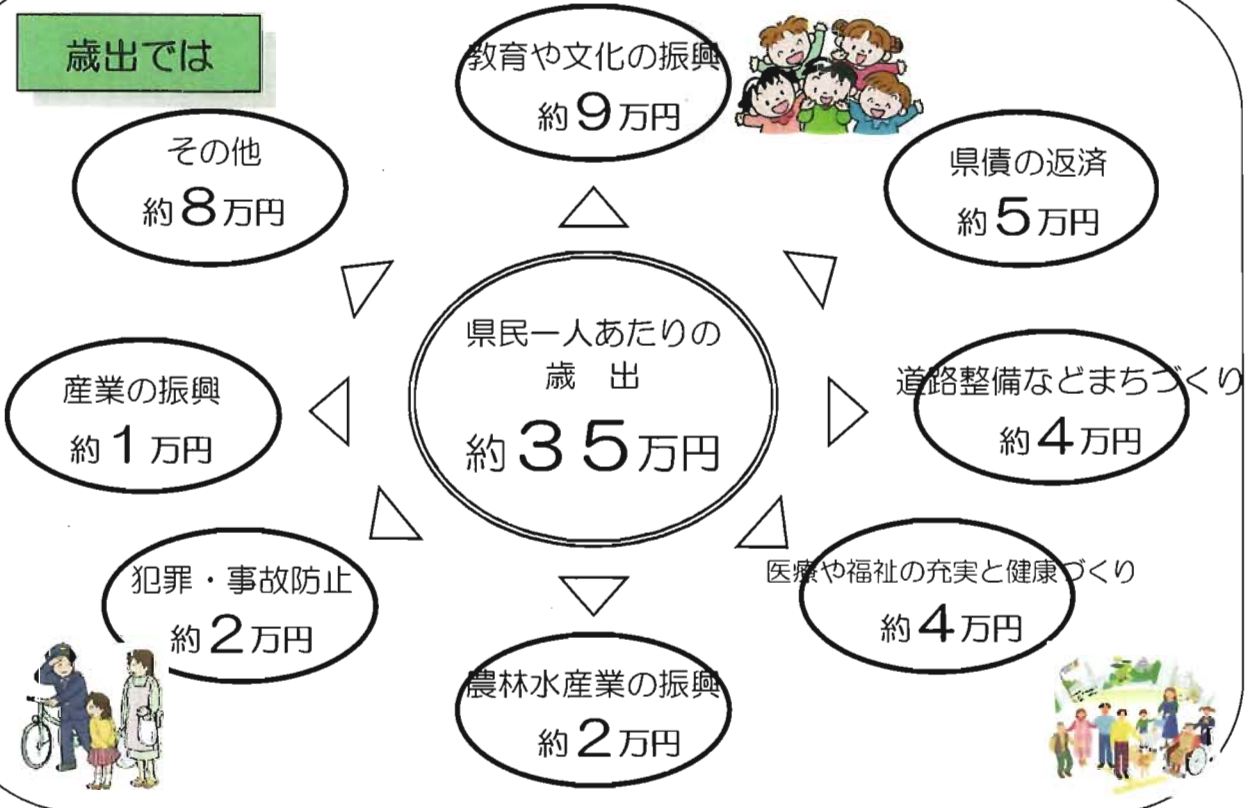 歳出では
教育や文化の振興
約9万円
県債の返済
約5万円
道路整備などまちづくり
約4万円
医療や福祉の充実と健康づくり
約4万円
農林水産業の振興
約2万円
犯罪・事故防止
約2万円
産業の振興
約1万円
その他
約8万円
県民一人あたりの
歳 出
約35万円